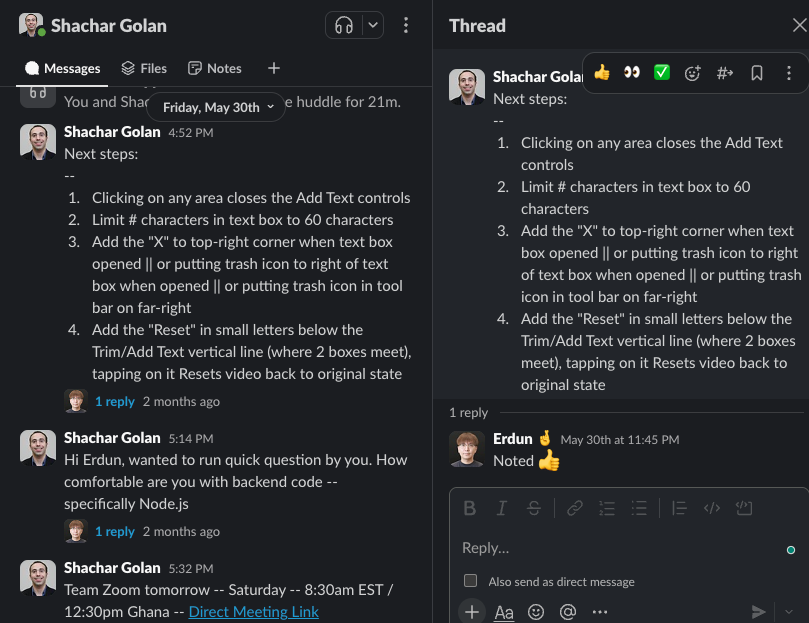 Shachar Golan
Messages
Files
Notes
You and Shac
e huddle for 21m.
Friday, May 30th
Shachar Golan 4:52 PM
Next steps:
--
1. Clicking on any area closes the Add Text controls
2. Limit # characters in text box to 60 characters
3. Add the "X" to top-right corner when text box
opened || or putting trash icon to right of text
box when opened || or putting trash icon in tool
bar on far-right
4. Add the "Reset" in small letters below the
Trim/Add Text vertical line (where 2 boxes meet),
tapping on it Resets video back to original state
1 reply 2 months ago
Shachar Golan 5:14 PM
Hi Erdun, wanted to run quick question by you. How
comfortable are you with backend code --
specifically Node.js
1 reply 2 months ago
Shachar Golan 5:32 PM
Team Zoom tomorrow -- Saturday -- 8:30am EST /
12:30pm Ghana -- Direct Meeting Link
Thread
Shachar Golan
Next steps:
--
1. Clicking on any area closes the Add Text
controls
2. Limit # characters in text box to 60
characters
3. Add the "X" to top-right corner when text
box opened || or putting trash icon to right
of text box when opened || or putting trash
icon in tool bar on far-right
4. Add the "Reset" in small letters below the
Trim/Add Text vertical line (where 2 boxes
meet), tapping on it Resets video back to
original state
1 reply
Erdun 🤞 May 30th at 11:45 PM
Noted 👍
B I S
Reply...
Also send as direct message
Aa